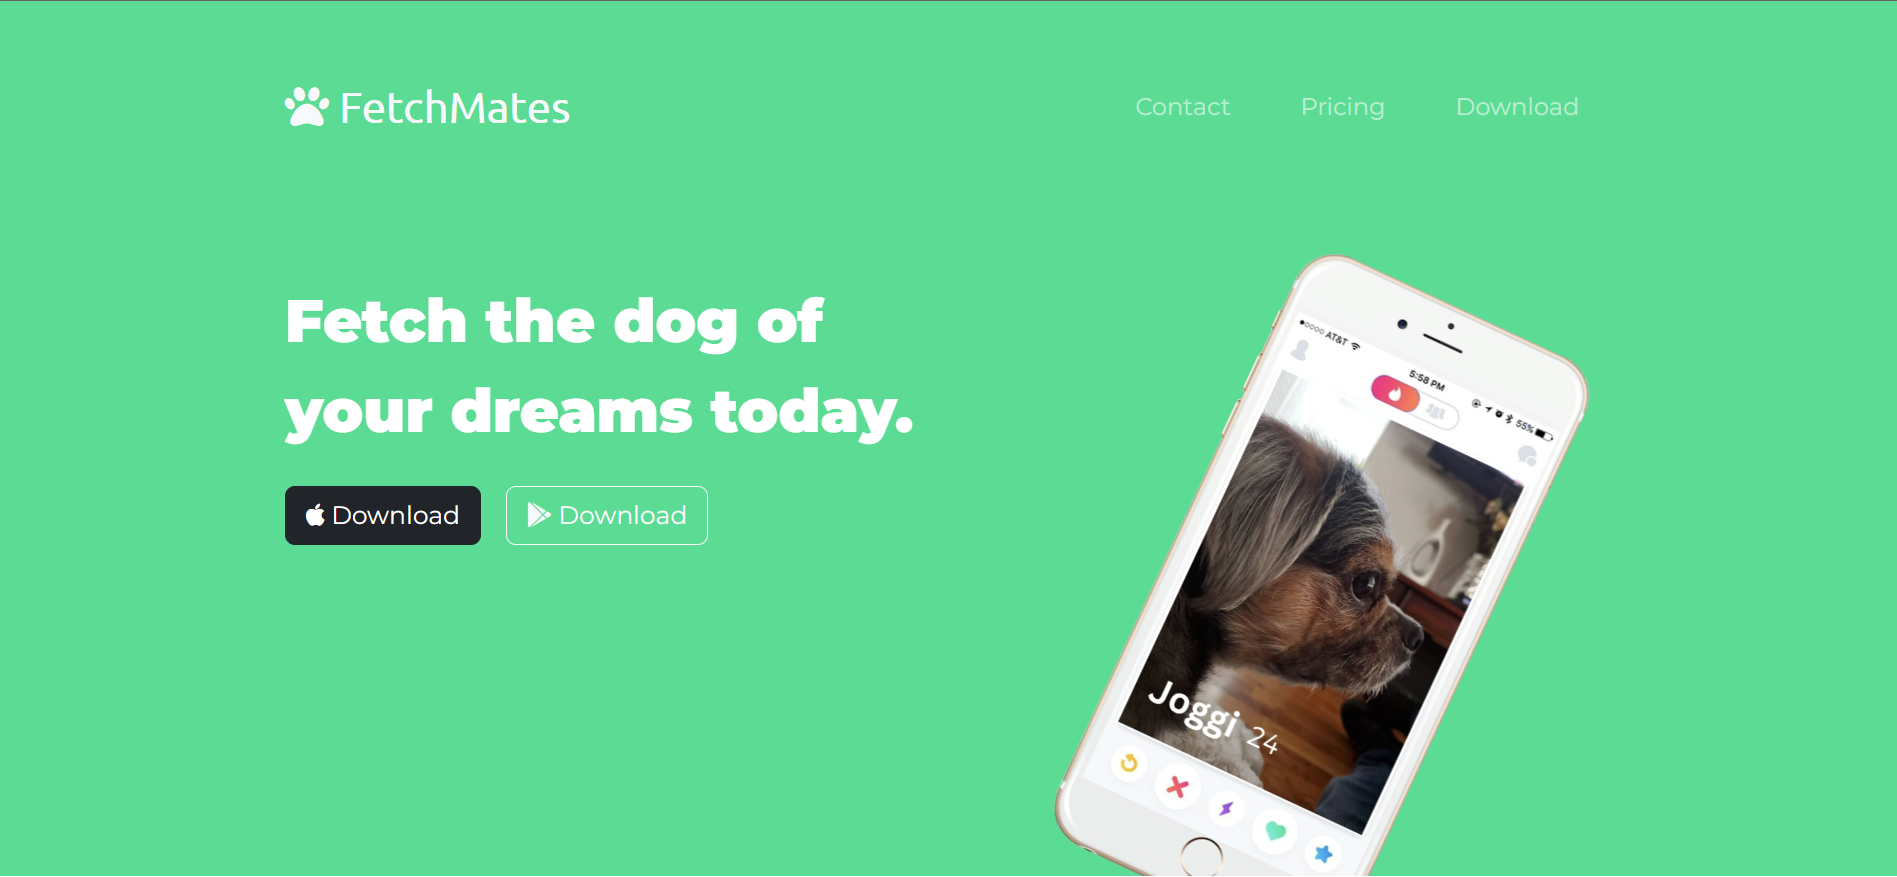 FetchMates
Contact Pricing Download
Fetch the dog of
your dreams today.
Download Download
AT&T
5:58 PM
55%
Joggi 24